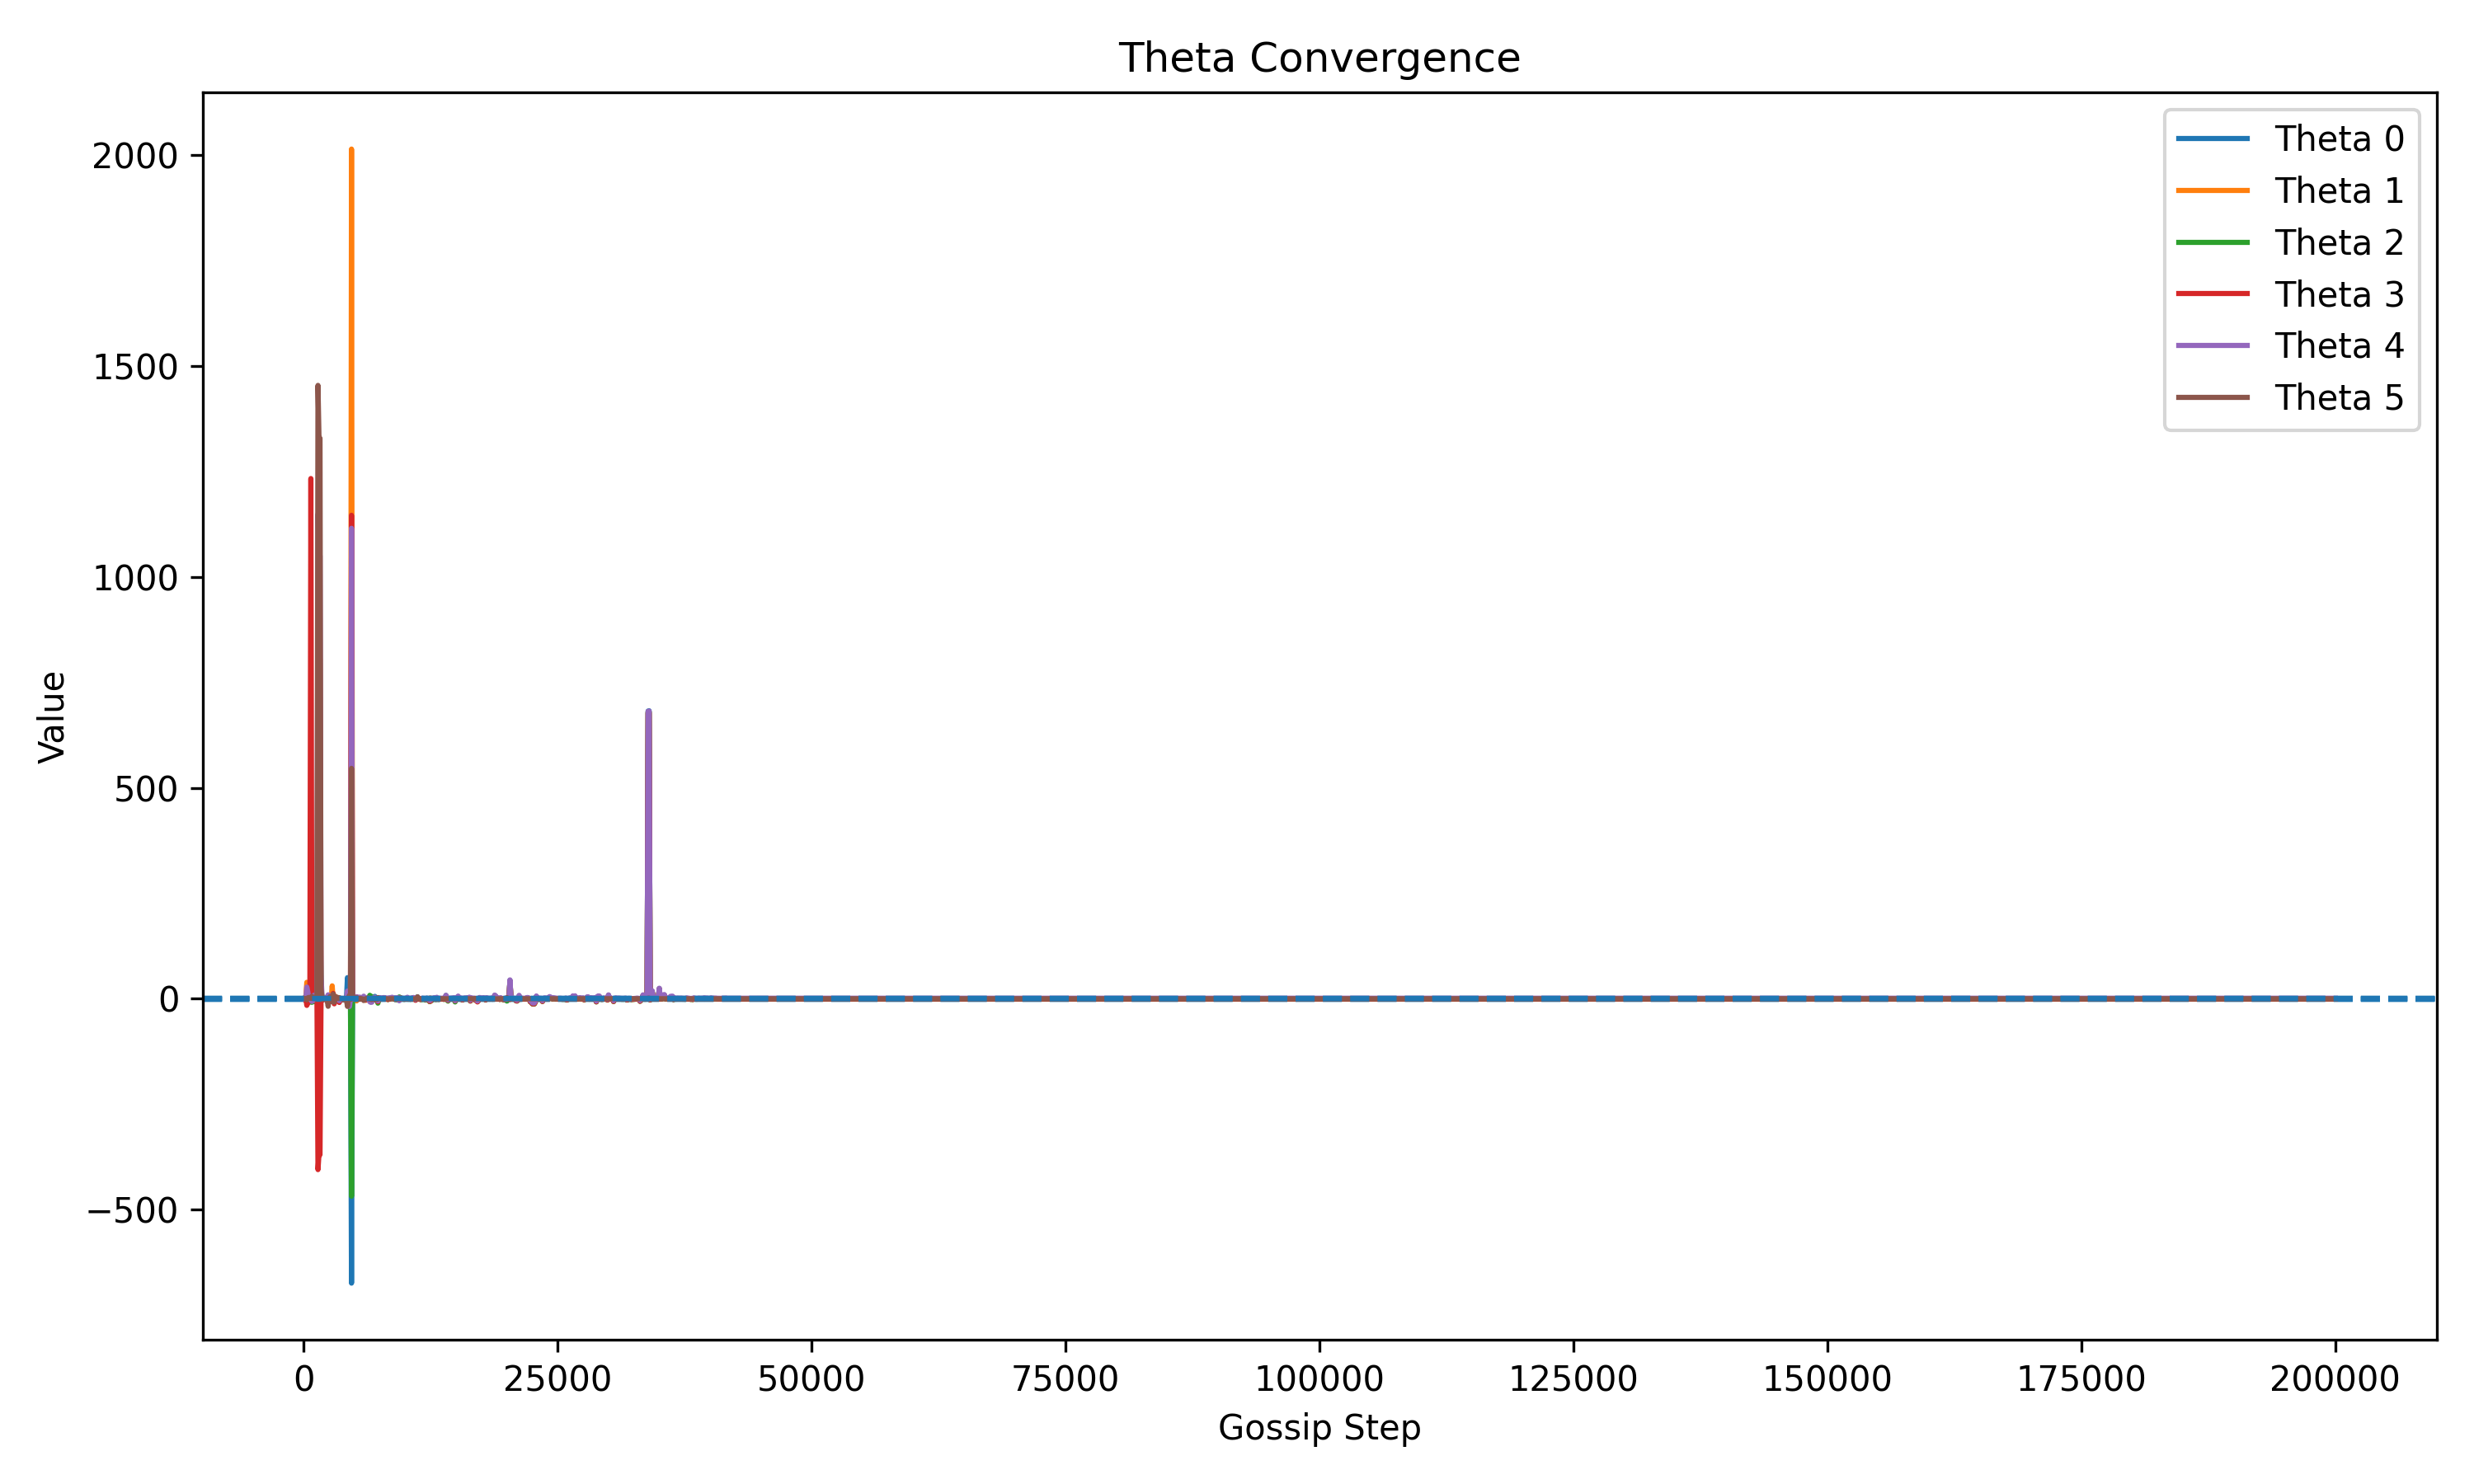 Theta Convergence
Theta 0
Theta 1
Theta 2
Theta 3
Theta 4
Theta 5
2000
1500
1000
500
0
−500
Value
0 25000 50000 75000 100000 125000 150000 175000 200000
Gossip Step